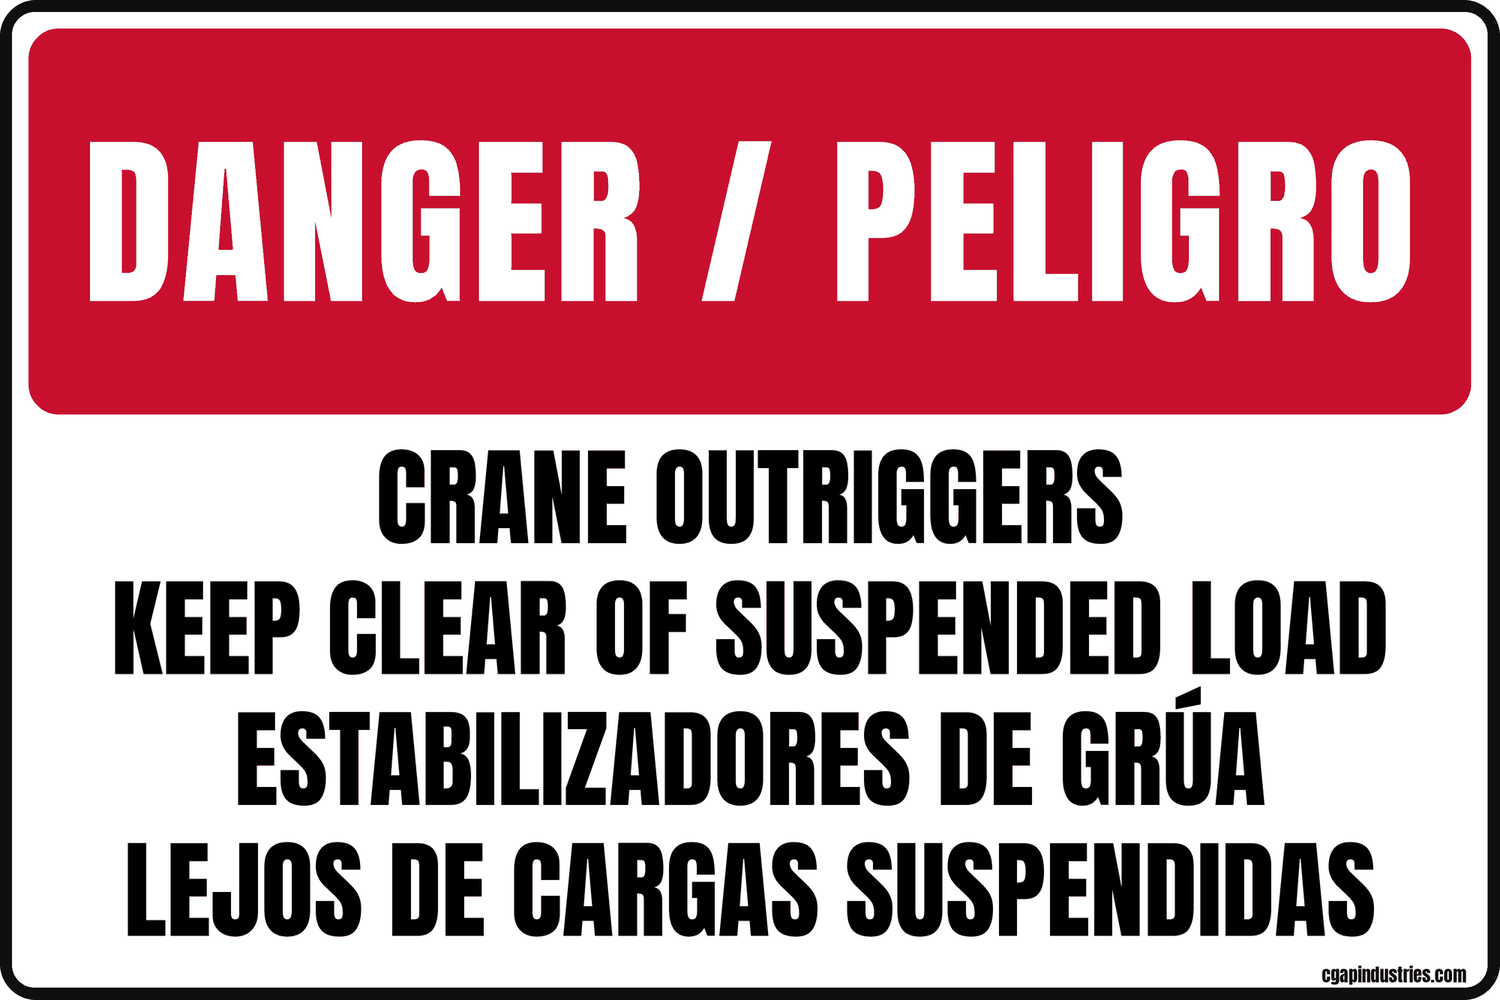 DANGER / PELIGRO
CRANE OUTRIGGERS
KEEP CLEAR OF SUSPENDED LOAD
ESTABILIZADORES DE GRÚA
LEJOS DE CARGAS SUSPENDIDAS
cgapindustries.com